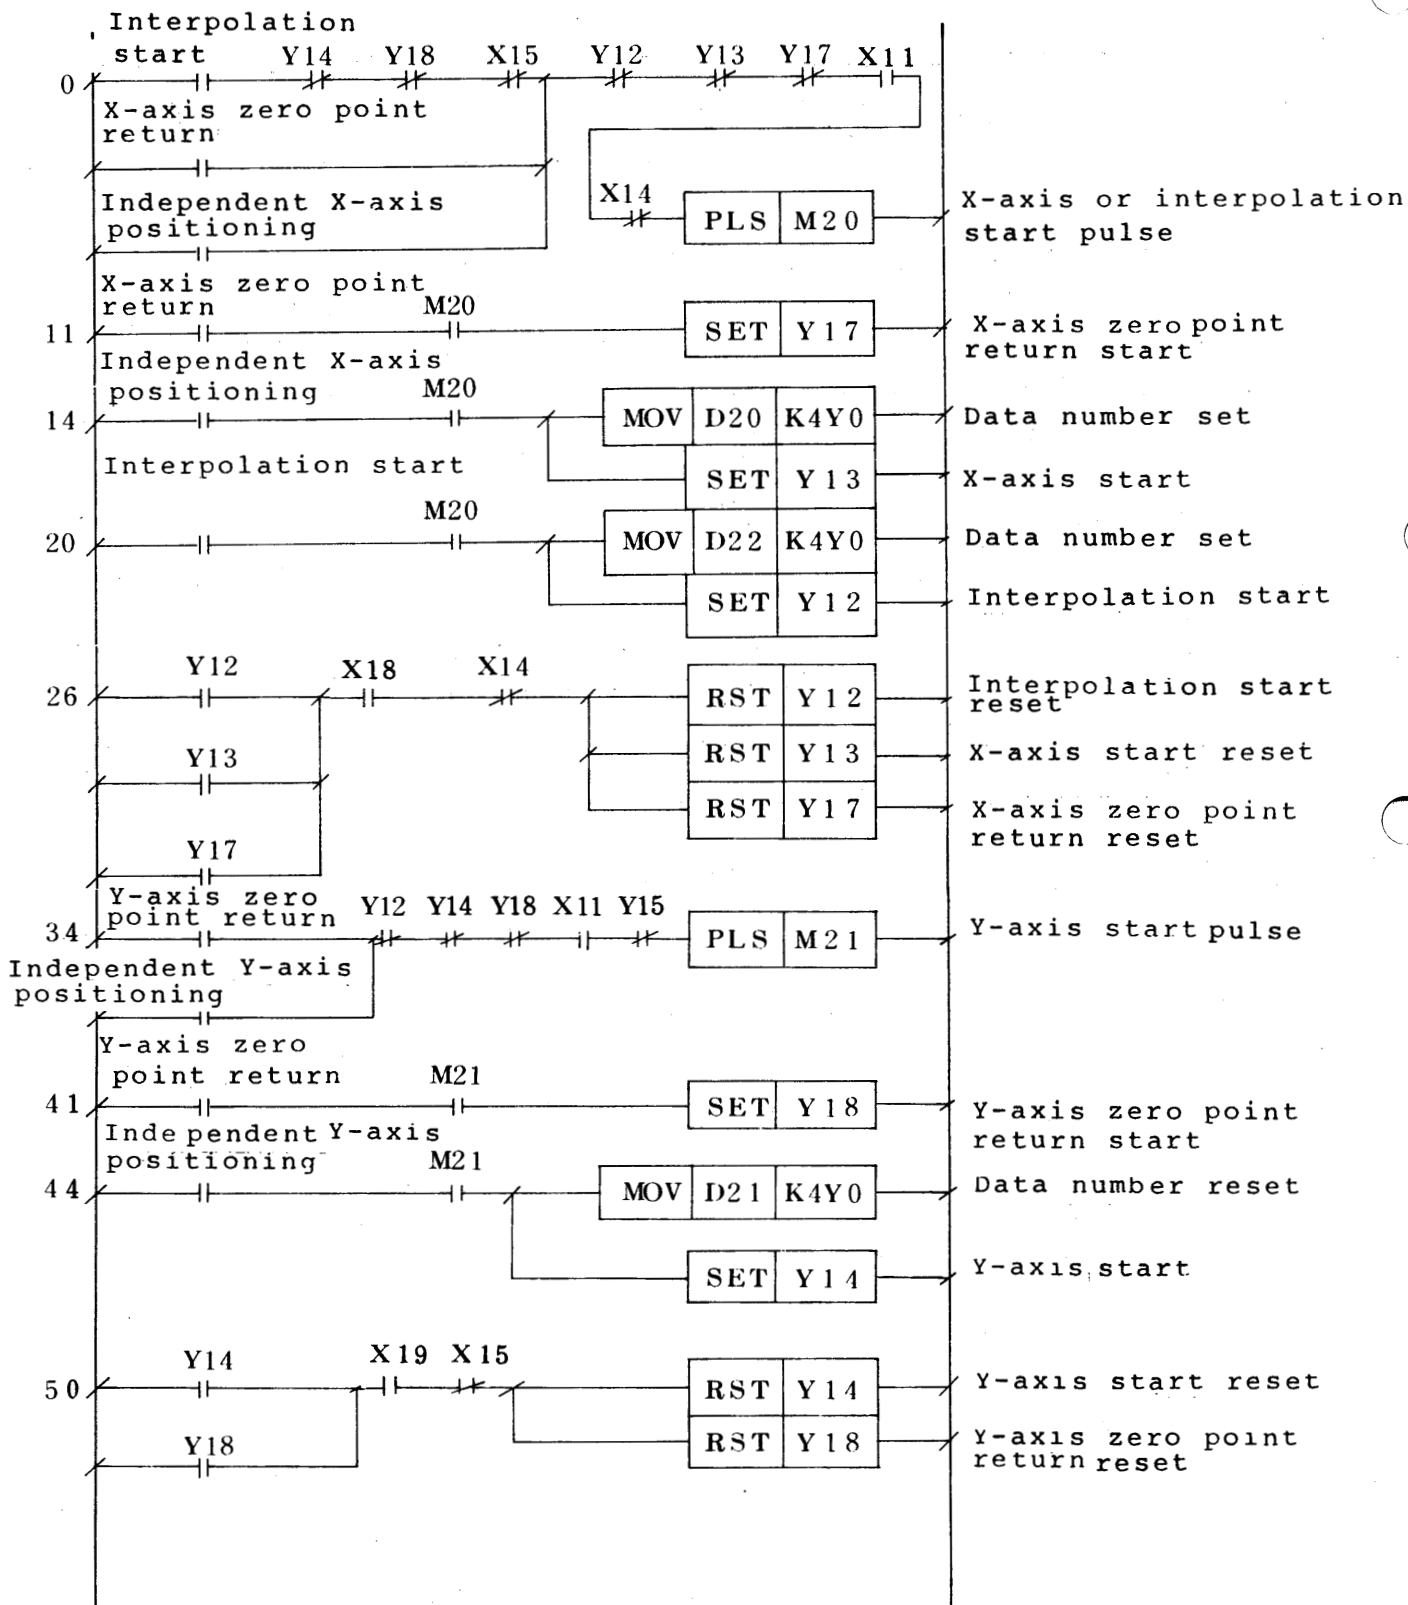 Interpolation
start Y14 Y18 X15 Y12 Y13 Y17 X11
0
X-axis zero point
return
Independent X-axis
positioning
X14
PLS M20
X-axis or interpolation
start pulse
X-axis zero point
return M20
11 SET Y17
X-axis zero point
return start
Independent X-axis
positioning M20
14 MOV D20 K4Y0 Data number set
Interpolation start
SET Y13 X-axis start
M20
20 MOV D22 K4Y0 Data number set
SET Y12 Interpolation start
Y12 X18 X14
26 RST Y12
Interpolation start
reset
Y13
RST Y13 X-axis start reset
RST Y17
X-axis zero point
return reset
Y17
Y-axis zero
point return Y12 Y14 Y18 X11 Y15
34 PLS M21 Y-axis start pulse
Independent Y-axis
positioning
Y-axis zero
point return M21
41 SET Y18
Y-axis zero point
return start
Independent Y-axis
positioning M21
44 MOV D21 K4Y0 Data number reset
SET Y14 Y-axis start
Y14 X19 X15
50 RST Y14 Y-axis start reset
Y18
RST Y18
Y-axis zero point
return reset